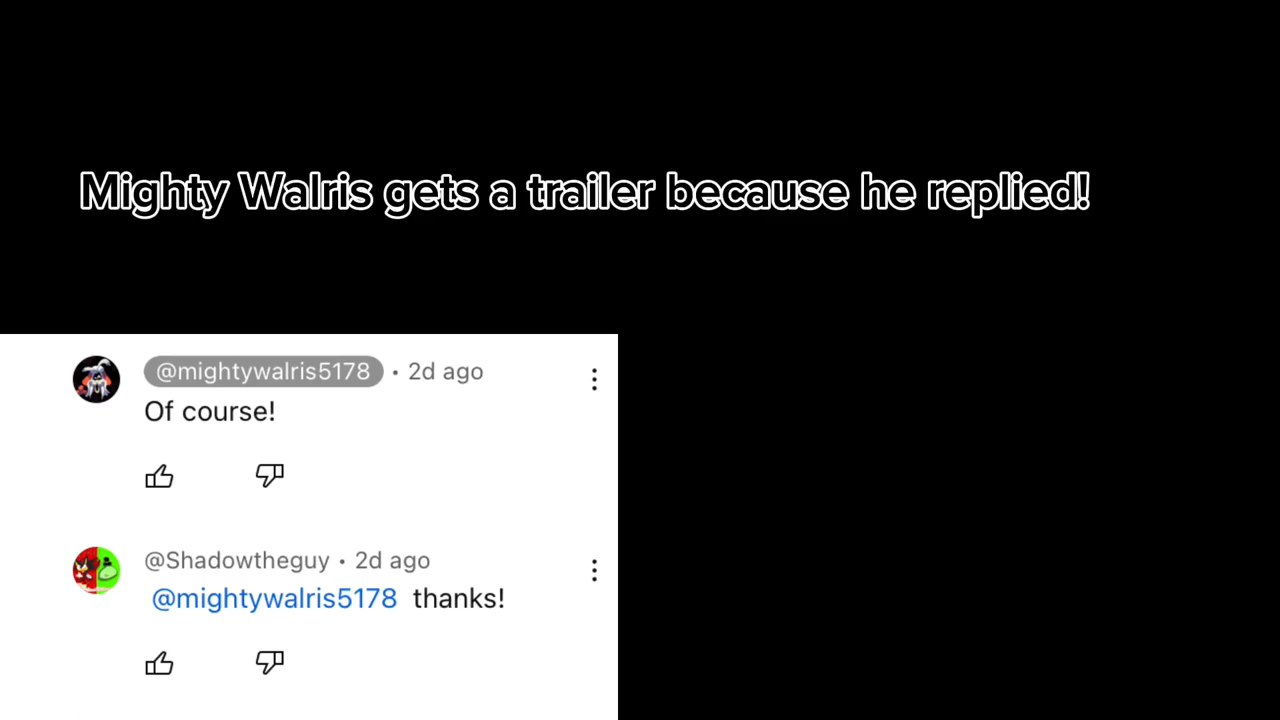 Mighty Walris gets a trailer because he replied!
@mightywalris5178 • 2d ago
Of course!
@Shadowtheguy • 2d ago
@mightywalris5178 thanks!